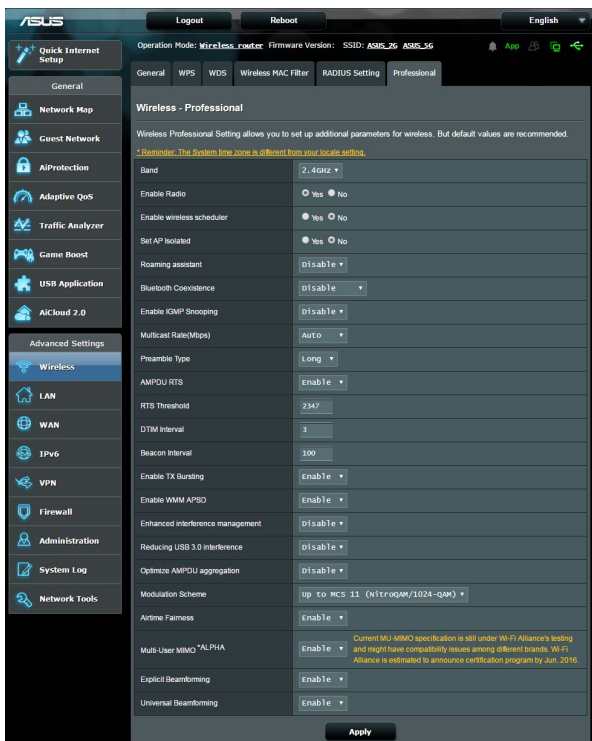 ASUS Logout Reboot English
Quick Internet Setup
Operation Mode: Wireless router Firmware Version: SSID: ASUS_2G ASUS_5G
App
General WPS WDS Wireless MAC Filter RADIUS Setting Professional
General
Network Map
Guest Network
AiProtection
Adaptive QoS
Traffic Analyzer
Game Boost
USB Application
AiCloud 2.0
Advanced Settings
Wireless
LAN
WAN
IPv6
VPN
Firewall
Administration
System Log
Network Tools
Wireless - Professional
Wireless Professional Setting allows you to set up additional parameters for wireless. But default values are recommended.
* Reminder: The System time zone is different from your locale setting.
Band 2.4GHz
Enable Radio Yes No
Enable wireless scheduler Yes No
Set AP Isolated Yes No
Roaming assistant Disable
Bluetooth Coexistence Disable
Enable IGMP Snooping Disable
Multicast Rate(Mbps) Auto
Preamble Type Long
AMPDU RTS Enable
RTS Threshold 2347
DTIM Interval 3
Beacon Interval 100
Enable TX Bursting Enable
Enable WMM APSD Enable
Enhanced interference management Disable
Reducing USB 3.0 interference Disable
Optimize AMPDU aggregation Disable
Modulation Scheme Up to MCS 11 (NitroQAM/1024-QAM)
Airtime Fairness Enable
Multi-User MIMO *ALPHA Enable
Current MU-MIMO specification is still under Wi-Fi Alliance's testing
and might have compatibility issues among different brands. Wi-Fi
Alliance is estimated to announce certification program by Jun. 2016.
Explicit Beamforming Enable
Universal Beamforming Enable
Apply